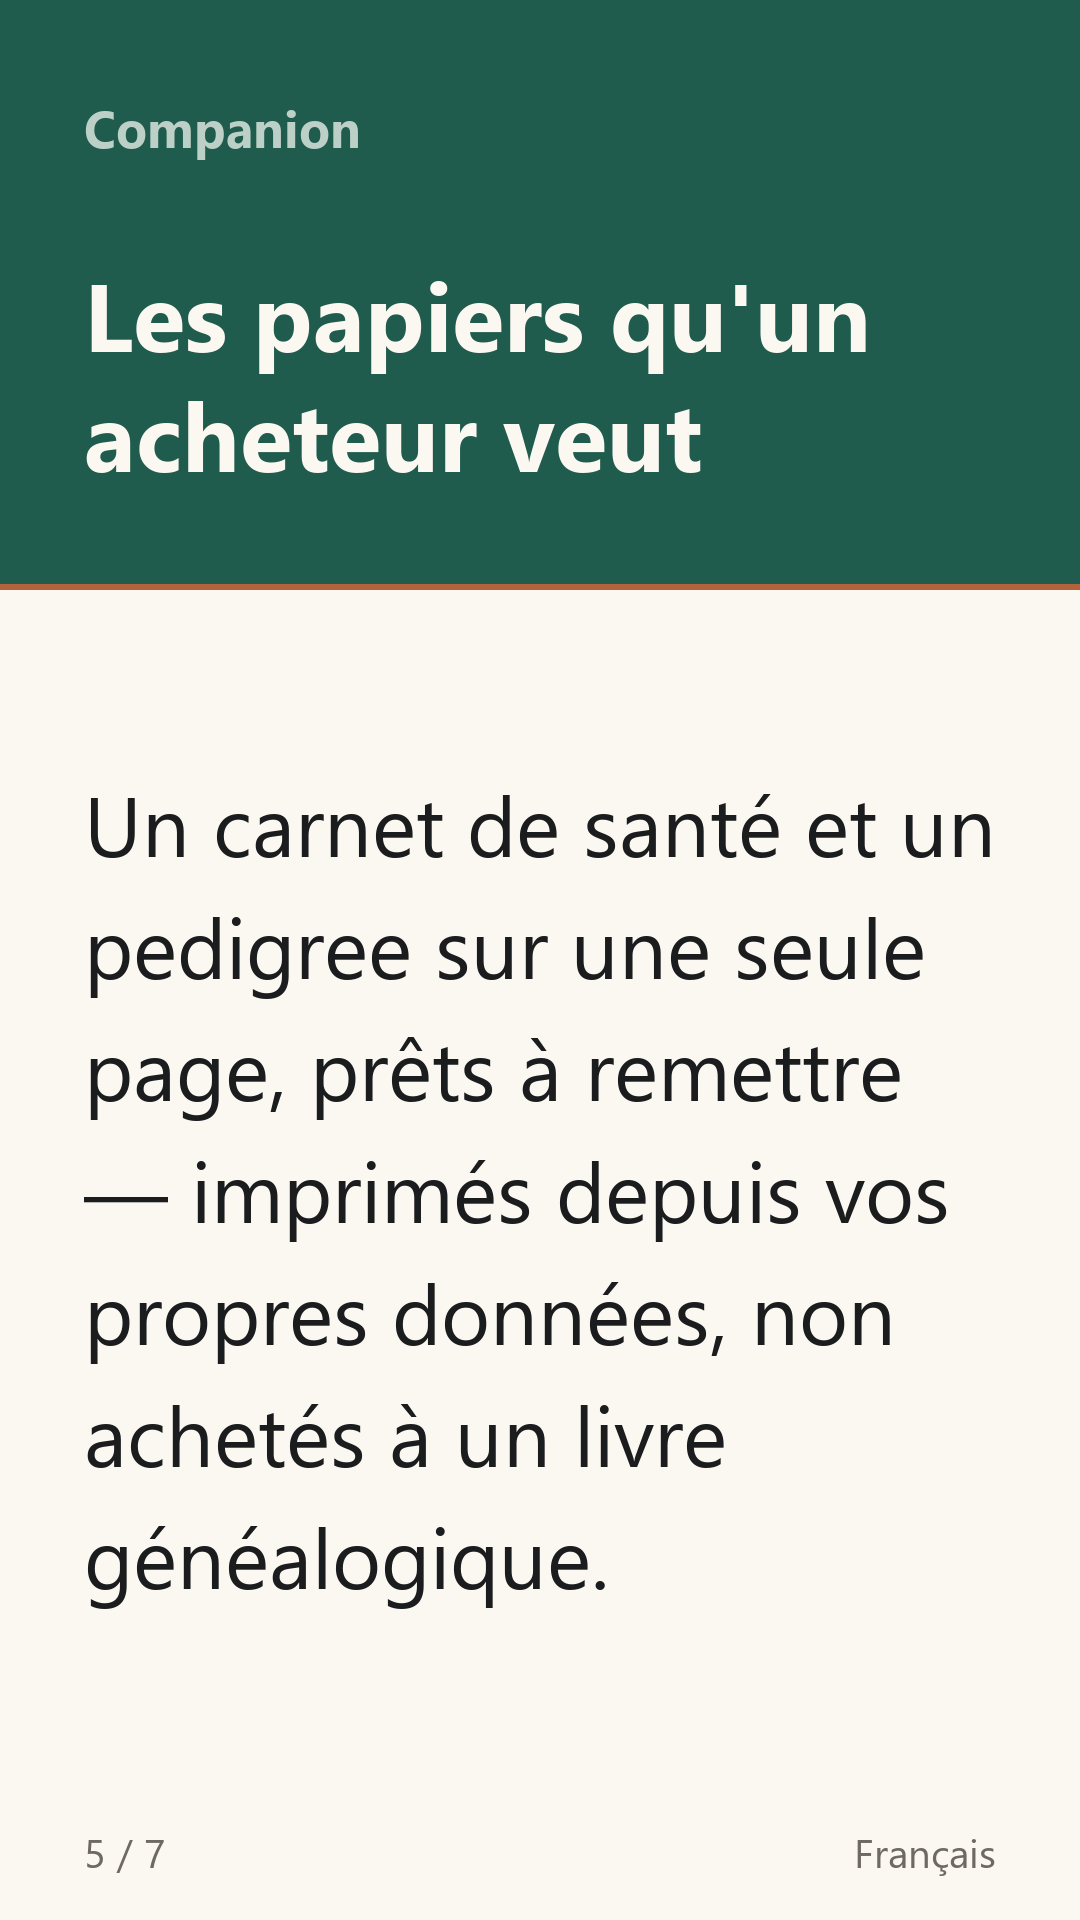 Companion
Les papiers qu'un
acheteur veut
Un carnet de santé et un
pedigree sur une seule
page, prêts à remettre
— imprimés depuis vos
propres données, non
achetés à un livre
généalogique.
5 / 7
Français